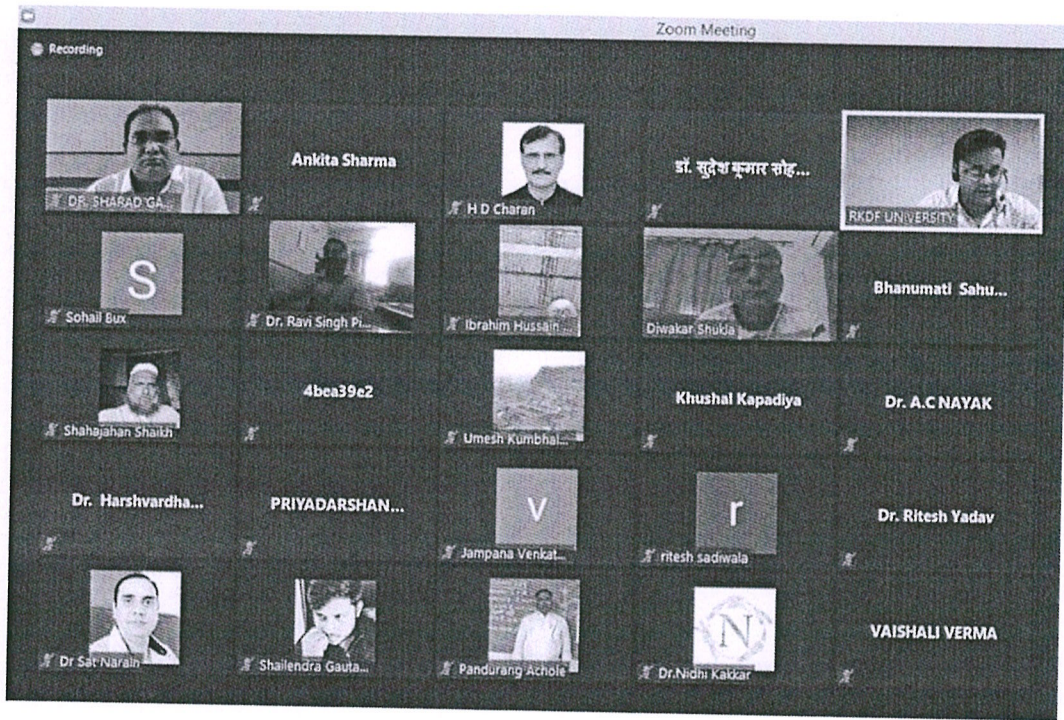 Zoom Meeting
Recording
DR. SHARAD GA...
Ankita Sharma
H D Charan
डॉ. सुदेश कुमार सोह...
RKDF UNIVERSITY
S
Sohail Bux
Dr. Ravi Singh Pi...
Ibrahim Hussain
Diwakar Shukla
Bhanumati Sahu...
Shahajahan Shaikh
4bea39e2
Umesh Kumbhal...
Khushal Kapadiya
Dr. A.C NAYAK
Dr. Harshvardha...
PRIYADARSHAN...
v
Jampana Venkat...
r
ritesh sadiwala
Dr. Ritesh Yadav
Dr Sat Narain
Shailendra Gauta...
Pandurang Achole
N
Dr.Nidhi Kakkar
VAISHALI VERMA